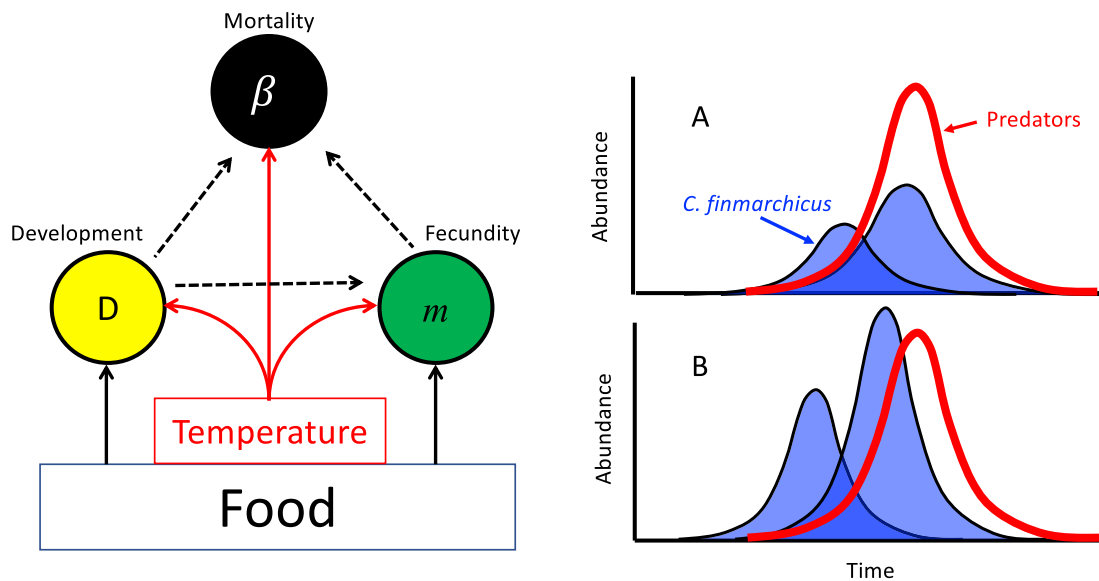 Mortality
β
Development
Fecundity
D
m
Temperature
Food
A
Predators
C. finmarchicus
Abundance
B
Abundance
Time